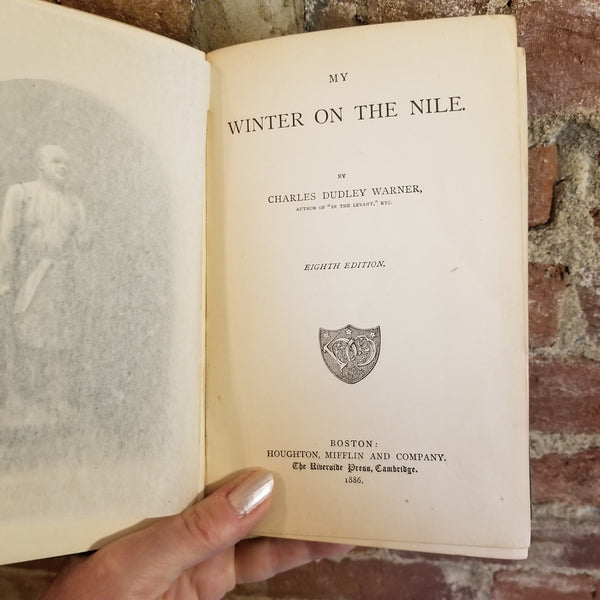 MY
WINTER ON THE NILE.
BY
CHARLES DUDLEY WARNER,
AUTHOR OF "IN THE LEVANT," ETC.
EIGHTH EDITION.
BOSTON:
HOUGHTON, MIFFLIN AND COMPANY.
The Riverside Press, Cambridge.
1886.